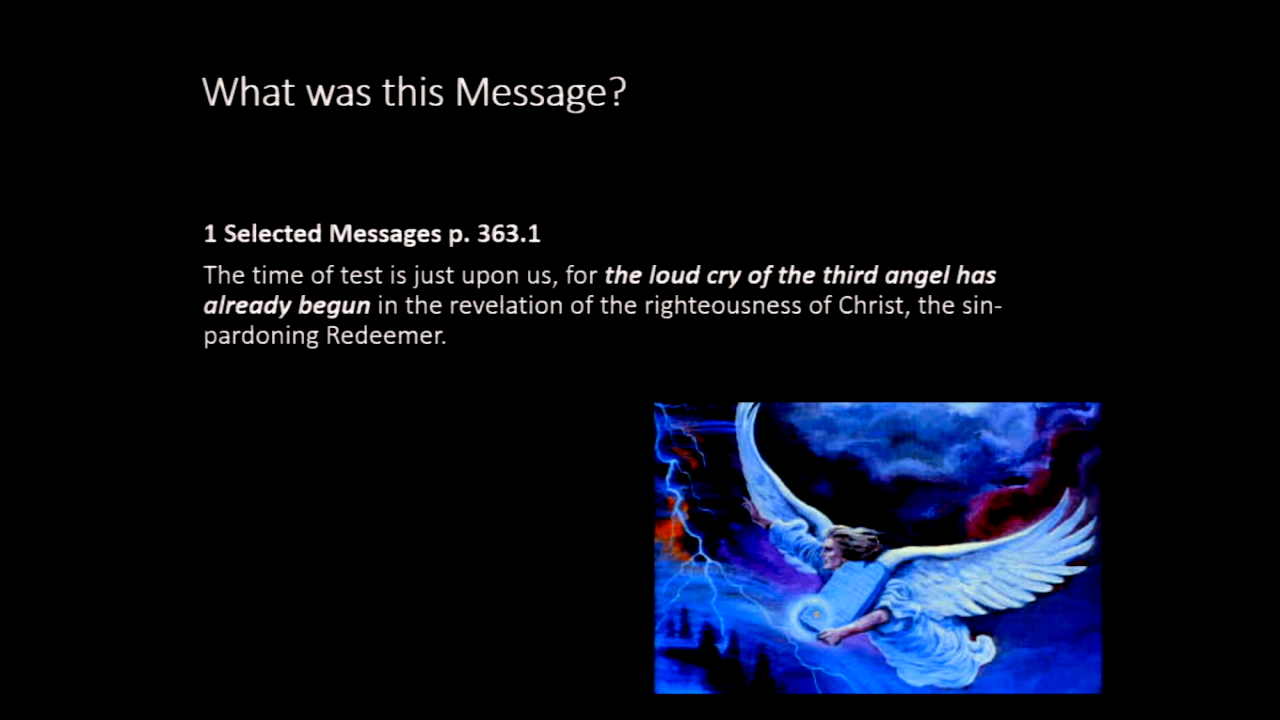 What was this Message?
1 Selected Messages p. 363.1
The time of test is just upon us, for the loud cry of the third angel has
already begun in the revelation of the righteousness of Christ, the sin-
pardoning Redeemer.